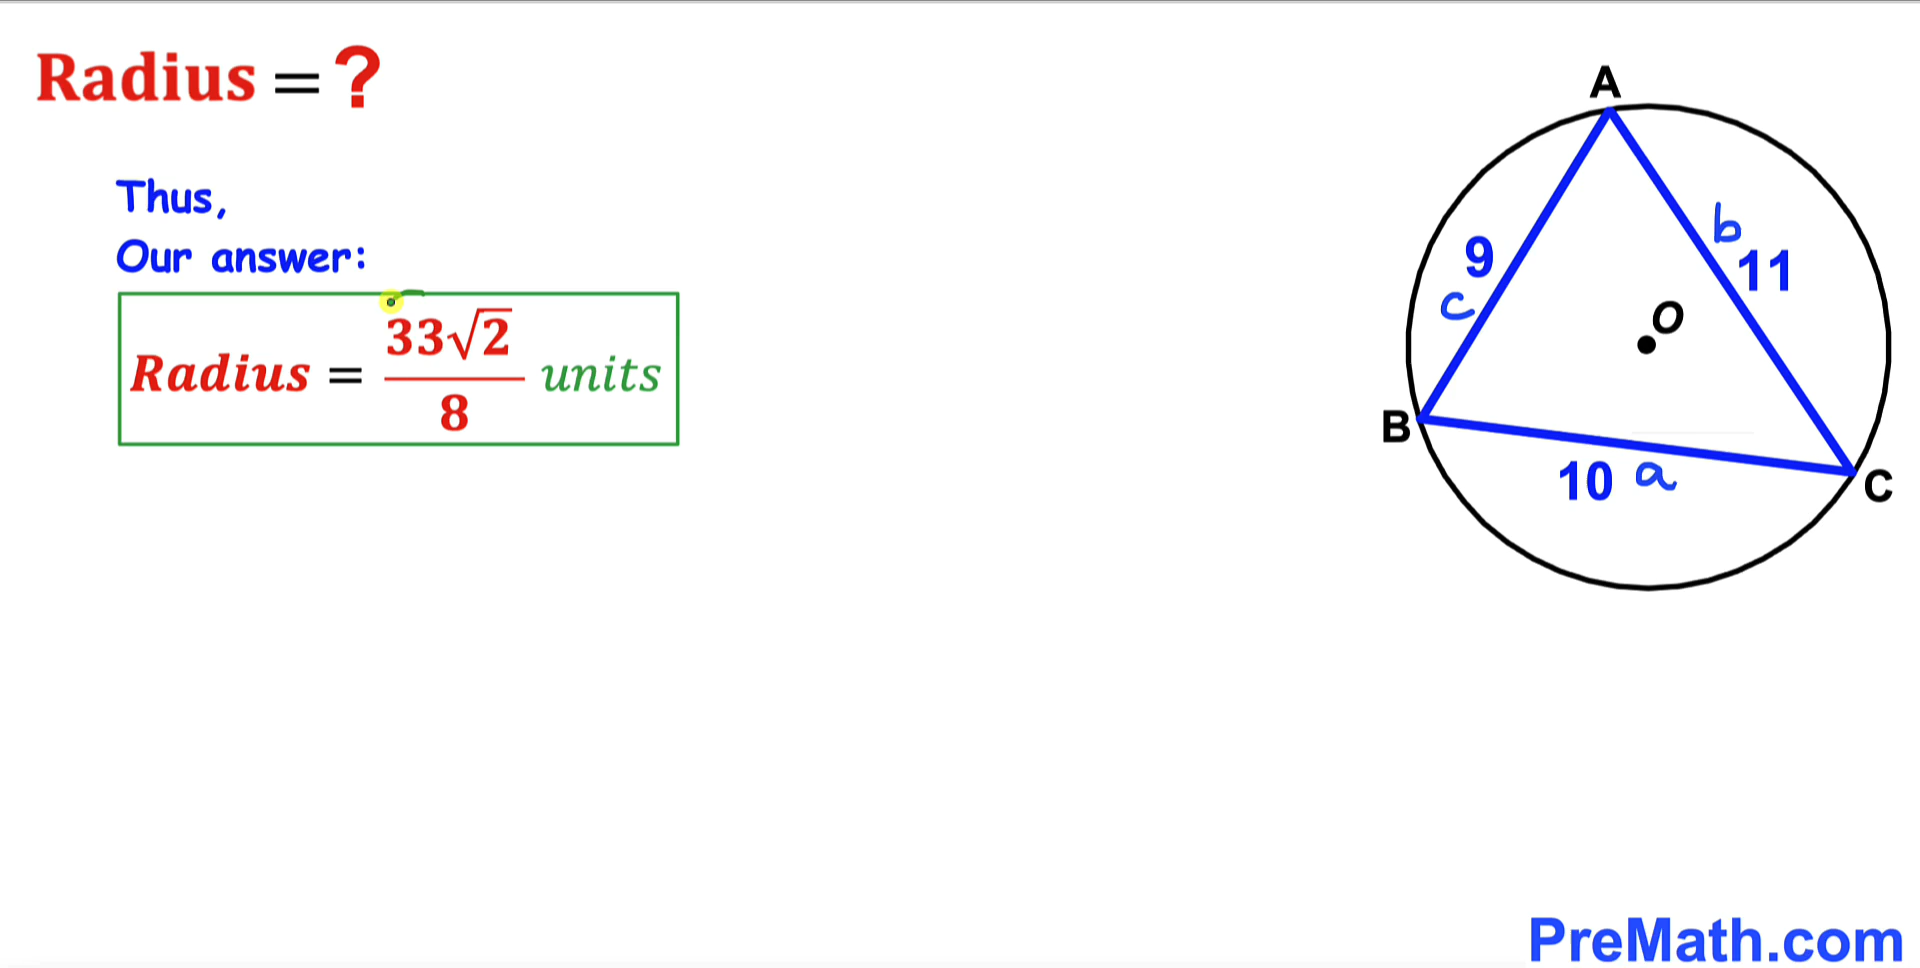 Radius = ?
Thus,
Our answer:
Radius = 33√2/8 units
A
9
c
b
11
O
B
10 a
C
PreMath.com